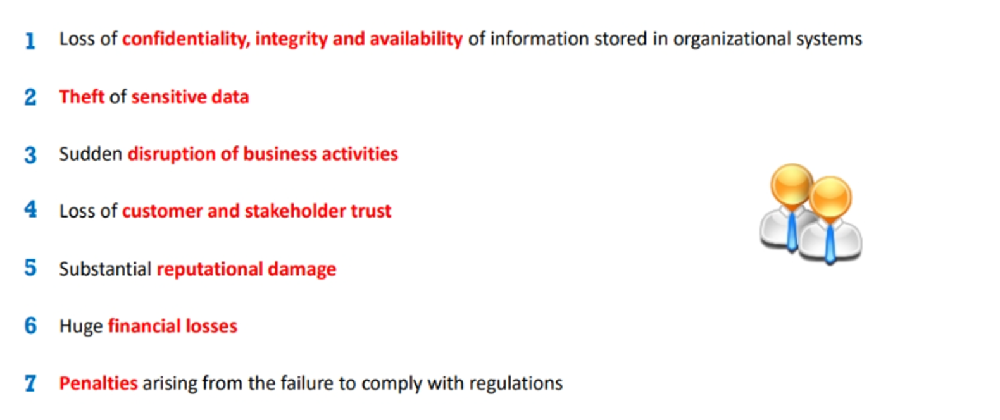 1 Loss of confidentiality, integrity and availability of information stored in organizational systems
2 Theft of sensitive data
3 Sudden disruption of business activities
4 Loss of customer and stakeholder trust
5 Substantial reputational damage
6 Huge financial losses
7 Penalties arising from the failure to comply with regulations